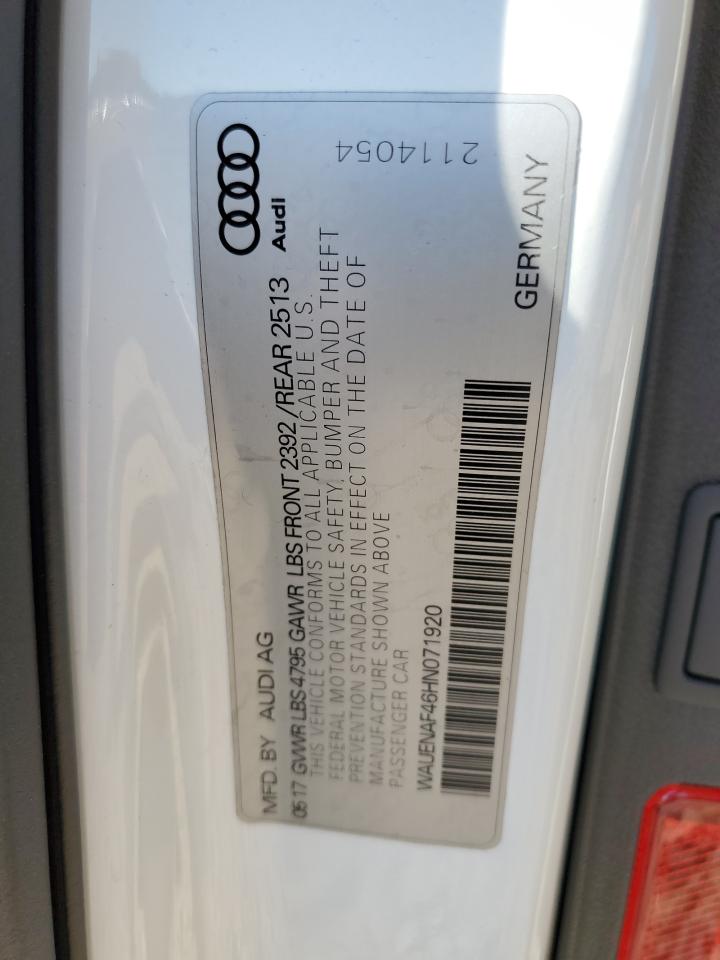 MFD. BY AUDI AG
Audi
05 17 GVWR LBS 4795 GAWR LBS FRONT 2392 /REAR 2513
THIS VEHICLE CONFORMS TO ALL APPLICABLE U.S.
FEDERAL MOTOR VEHICLE SAFETY, BUMPER AND THEFT
PREVENTION STANDARDS IN EFFECT ON THE DATE OF
MANUFACTURE SHOWN ABOVE
PASSENGER CAR
WAUENAF46HN071920
2114054
GERMANY